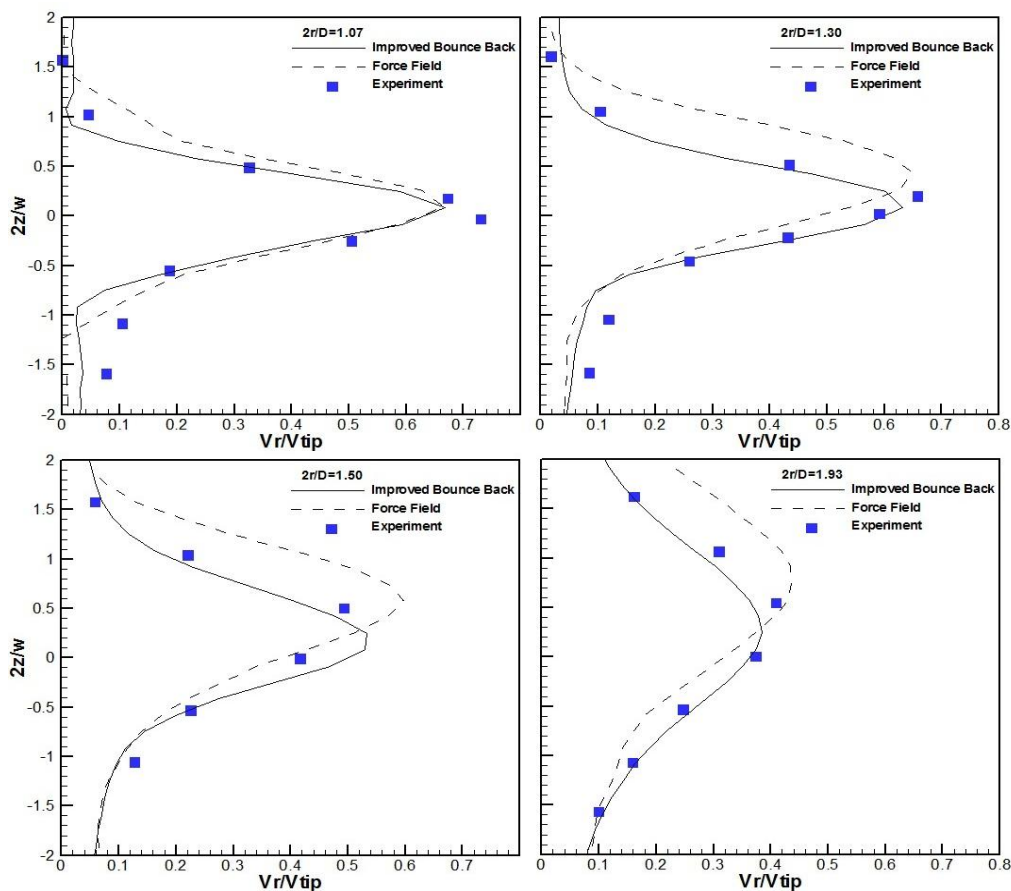 2r/D=1.07
Improved Bounce Back
Force Field
Experiment
2z/w
2
1.5
1
0.5
0
-0.5
-1
-1.5
-2
0 0.1 0.2 0.3 0.4 0.5 0.6 0.7
Vr/Vtip
2r/D=1.30
Improved Bounce Back
Force Field
Experiment
0 0.1 0.2 0.3 0.4 0.5 0.6 0.7 0.8
Vr/Vtip
2r/D=1.50
Improved Bounce Back
Force Field
Experiment
2z/w
2
1.5
1
0.5
0
-0.5
-1
-1.5
-2
0 0.1 0.2 0.3 0.4 0.5 0.6 0.7
Vr/Vtip
2r/D=1.93
Improved Bounce Back
Force Field
Experiment
0 0.1 0.2 0.3 0.4 0.5 0.6 0.7 0.8
Vr/Vtip